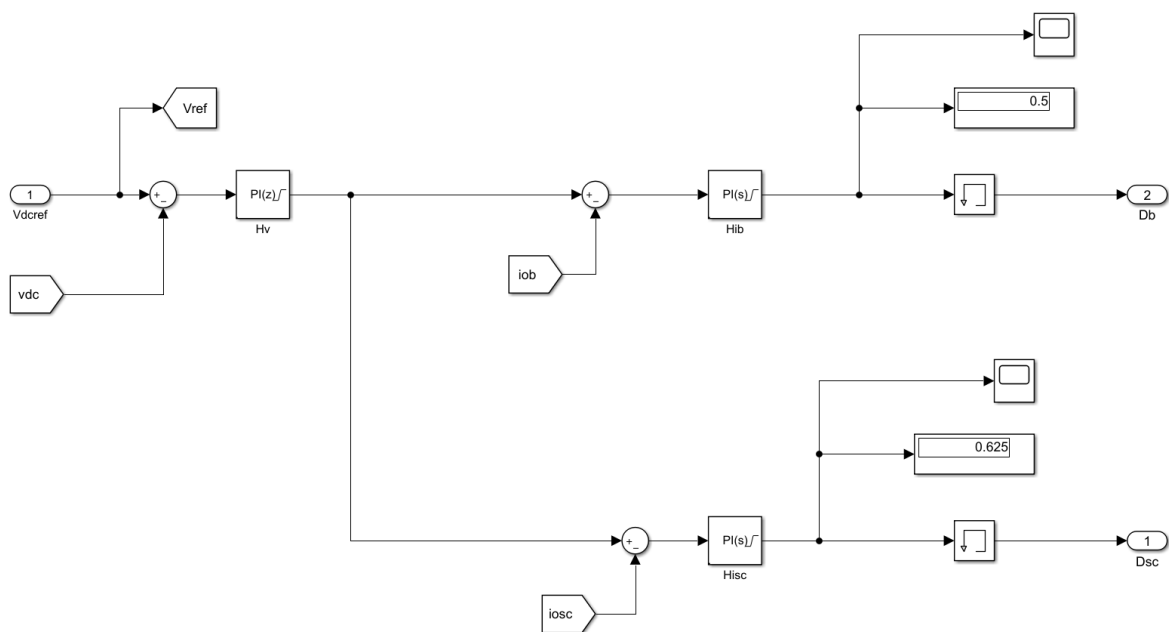 0.5
Vref
1
Vdcref
+
−
PI(z)
Hv
+
−
PI(s)
Hib
2
Db
vdc
iob
0.625
+
−
PI(s)
Hisc
1
Dsc
iosc